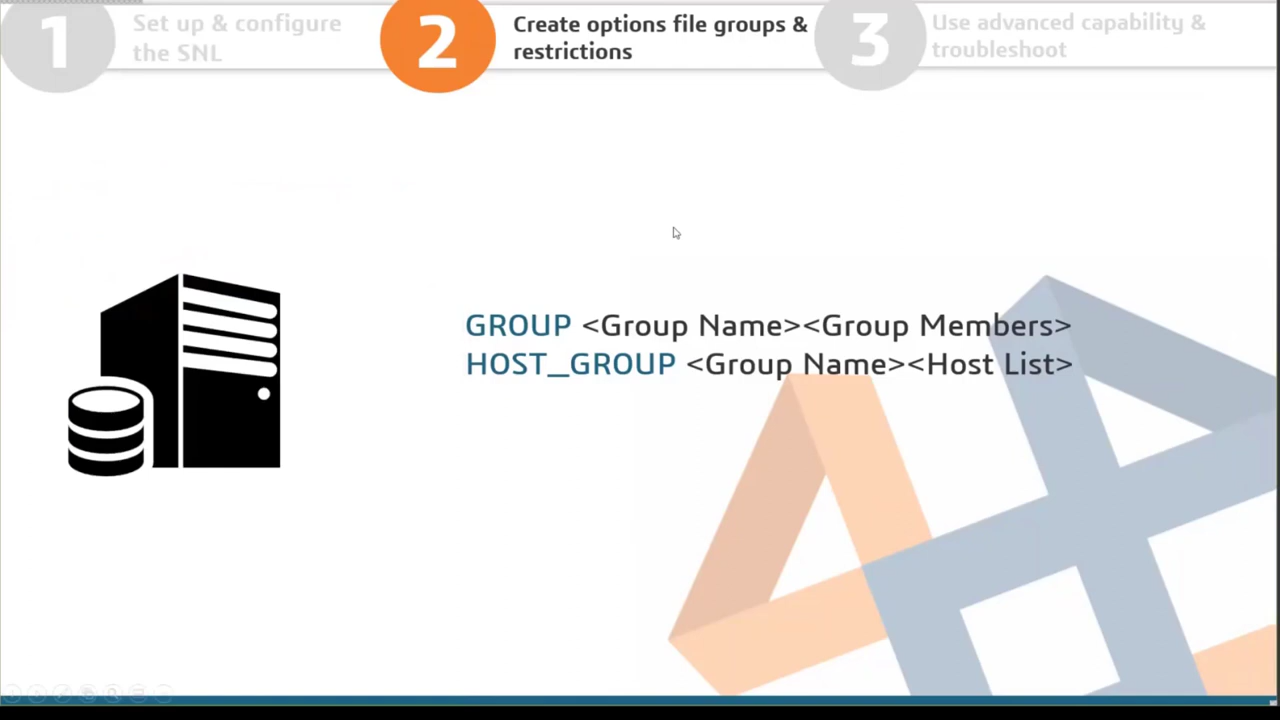 1
Set up & configure
the SNL
2
Create options file groups &
restrictions
3
Use advanced capability &
troubleshoot
GROUP <Group Name><Group Members>
HOST_GROUP <Group Name><Host List>